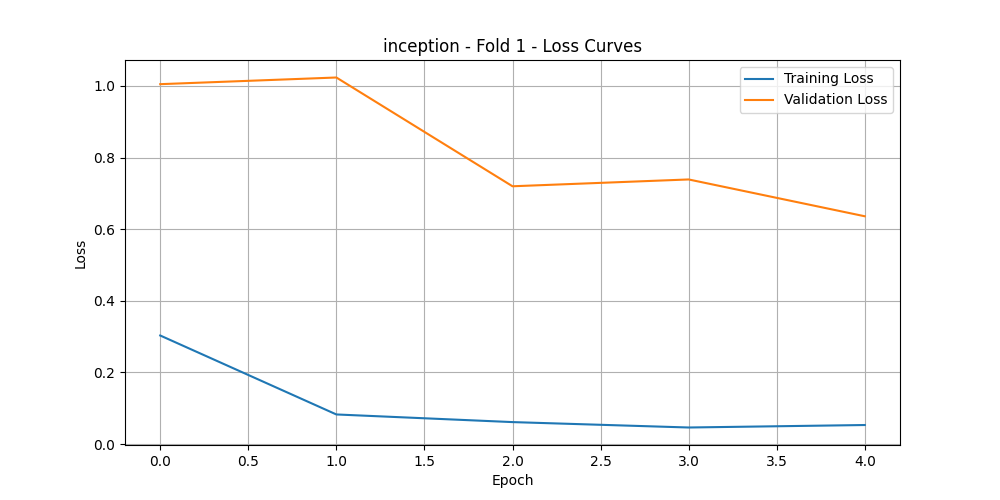 inception - Fold 1 - Loss Curves
Training Loss
Validation Loss
1.0
0.8
0.6
0.4
0.2
0.0
Loss
0.0 0.5 1.0 1.5 2.0 2.5 3.0 3.5 4.0
Epoch